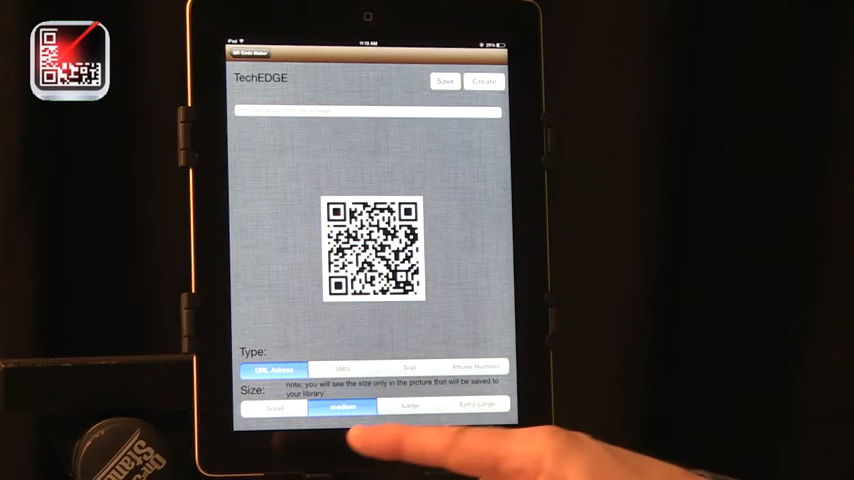 iPad
11:13 AM
QR Code Maker
TechEDGE
Save
Create
Type:
URL Adress
SMS
Text
Phone Number
Size:
note: you will see the size only in the picture that will be saved to
your library
Small
medium
Large
Extra Large